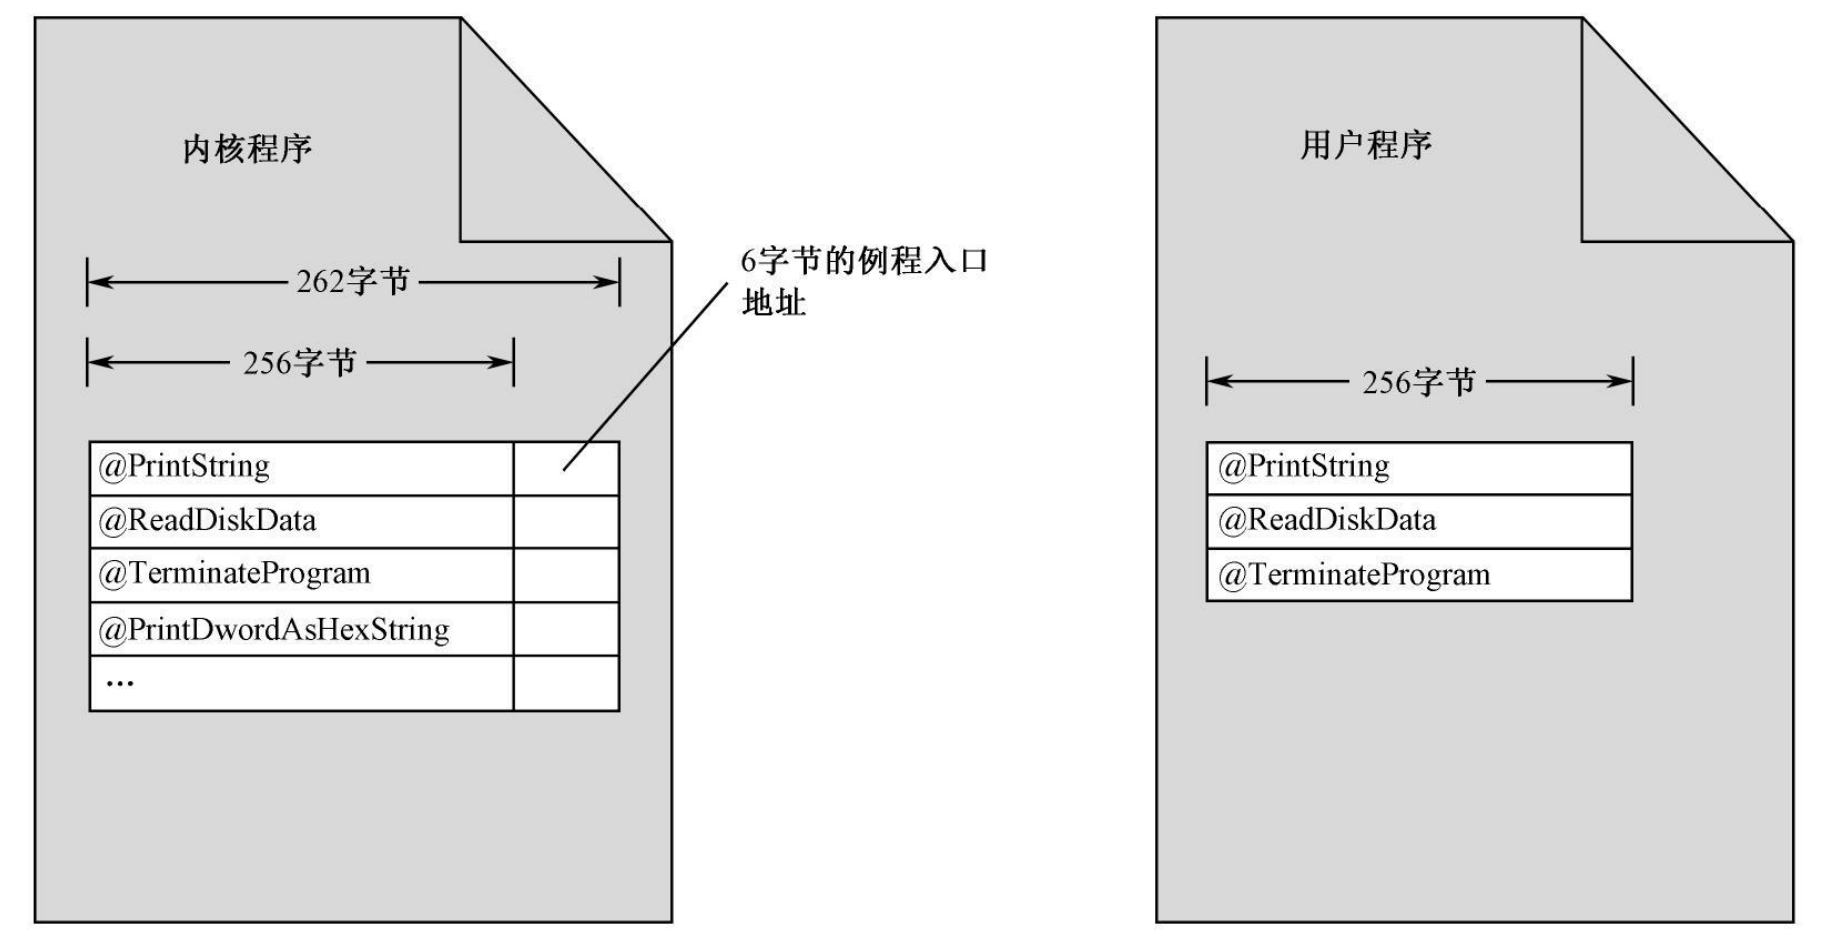 内核程序
262字节
256字节
6字节的例程入口
地址
@PrintString
@ReadDiskData
@TerminateProgram
@PrintDwordAsHexString
...
用户程序
256字节
@PrintString
@ReadDiskData
@TerminateProgram